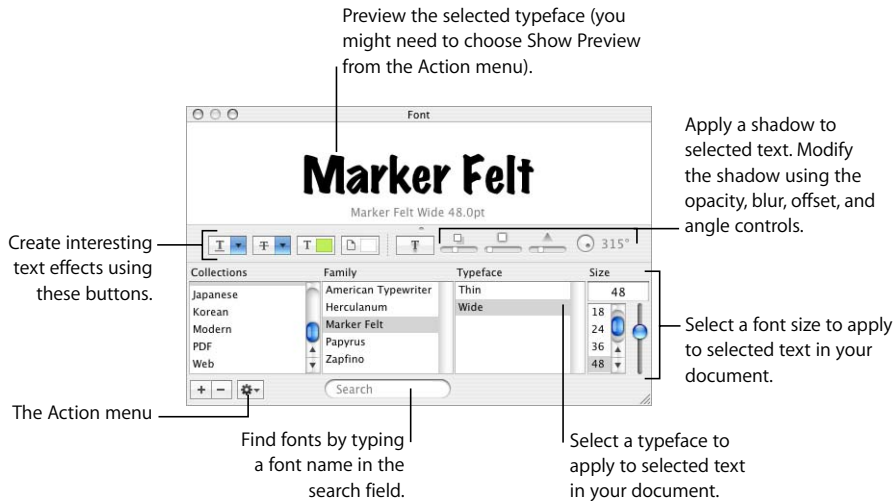 Preview the selected typeface (you
might need to choose Show Preview
from the Action menu).
Font
Marker Felt
Marker Felt Wide 48.0pt
Apply a shadow to
selected text. Modify
the shadow using the
opacity, blur, offset, and
angle controls.
Create interesting
text effects using
these buttons.
T T T T 315°
Collections Family Typeface Size
Japanese
Korean
Modern
PDF
Web
American Typewriter
Herculanum
Marker Felt
Papyrus
Zapfino
Thin
Wide
48
18
24
36
48
Select a font size to apply
to selected text in your
document.
+ −
Search
The Action menu
Find fonts by typing
a font name in the
search field.
Select a typeface to
apply to selected text
in your document.